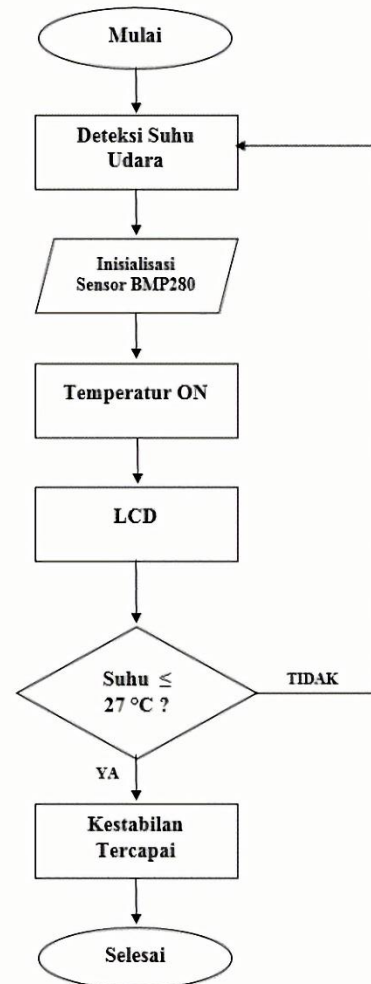 Mulai
Deteksi Suhu
Udara
Inisialisasi
Sensor BMP280
Temperatur ON
LCD
Suhu ≤
27 °C ?
TIDAK
YA
Kestabilan
Tercapai
Selesai